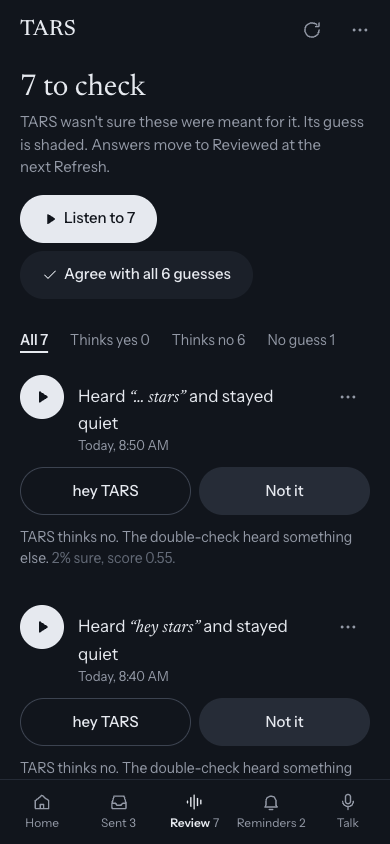 TARS
7 to check
TARS wasn't sure these were meant for it. Its guess
is shaded. Answers move to Reviewed at the
next Refresh.
Listen to 7
Agree with all 6 guesses
All 7 Thinks yes 0 Thinks no 6 No guess 1
Heard “... stars” and stayed
quiet
Today, 8:50 AM
hey TARS Not it
TARS thinks no. The double-check heard something
else. 2% sure, score 0.55.
Heard “hey stars” and stayed
quiet
Today, 8:40 AM
hey TARS Not it
TARS thinks no. The double-check heard something
Home Sent 3 Review 7 Reminders 2 Talk